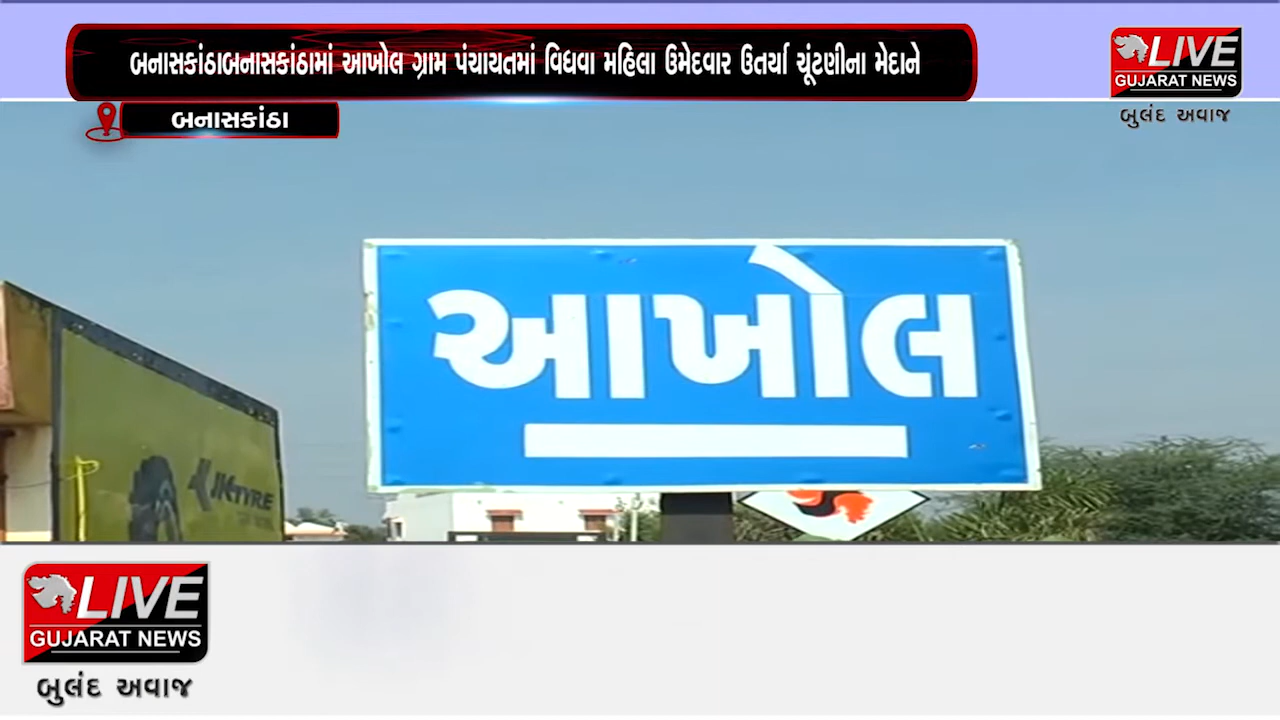 બનાસકાંઠાબનાસકાંઠામાં આખોલ ગ્રામ પંચાયતમાં વિધવા મહિલા ઉમેદવાર ઉતર્યા ચૂંટણીના મેદાને
LIVE
GUJARAT NEWS
બુલંદ અવાજ
બનાસકાંઠા
આખોલ
JK TYRE
LIVE
GUJARAT NEWS
બુલંદ અવાજ